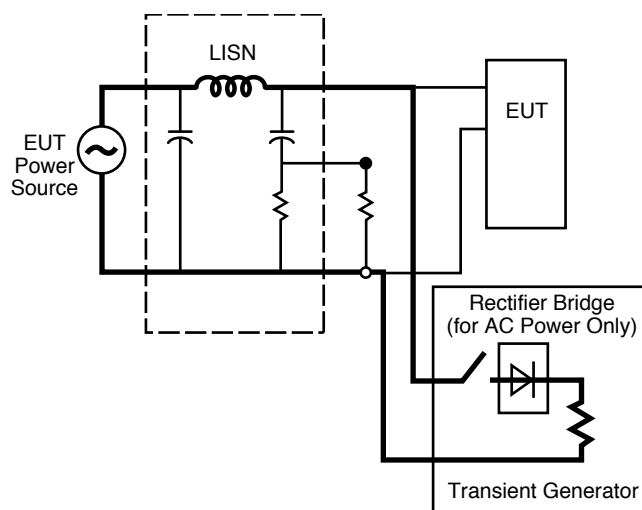 LISN
EUT
Power
Source
EUT
Rectifier Bridge
(for AC Power Only)
Transient Generator